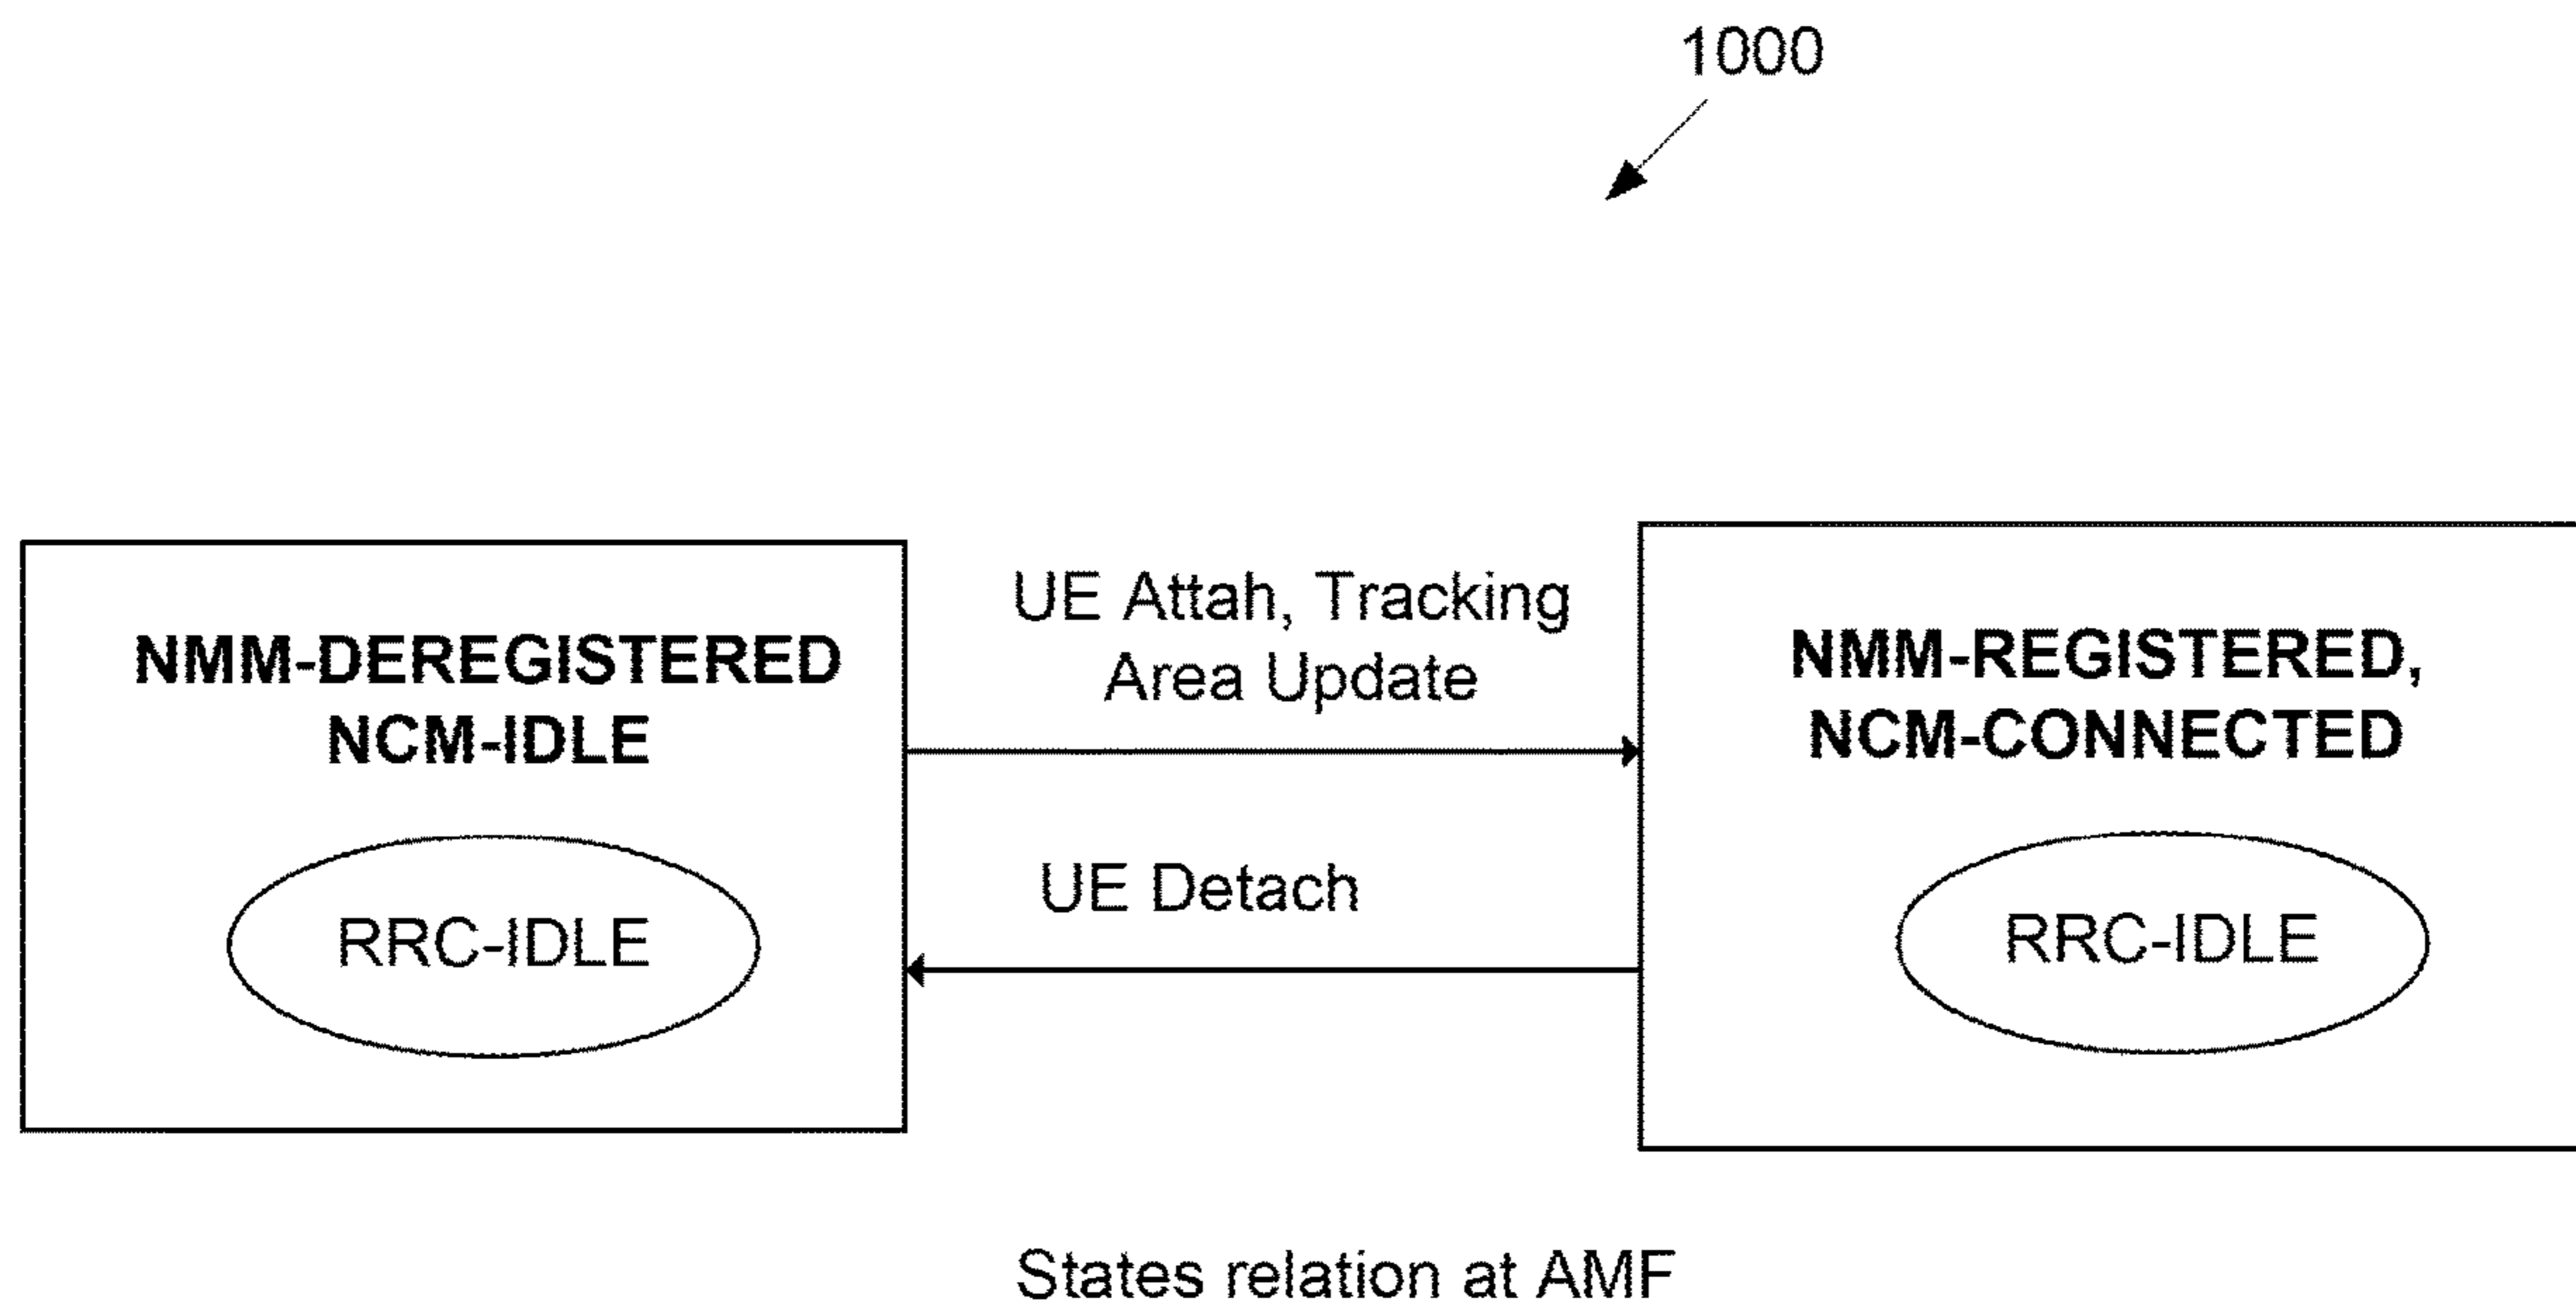 1000
NMM-DEREGISTERED
NCM-IDLE
RRC-IDLE
UE Attah, Tracking
Area Update
UE Detach
NMM-REGISTERED,
NCM-CONNECTED
RRC-IDLE
States relation at AMF